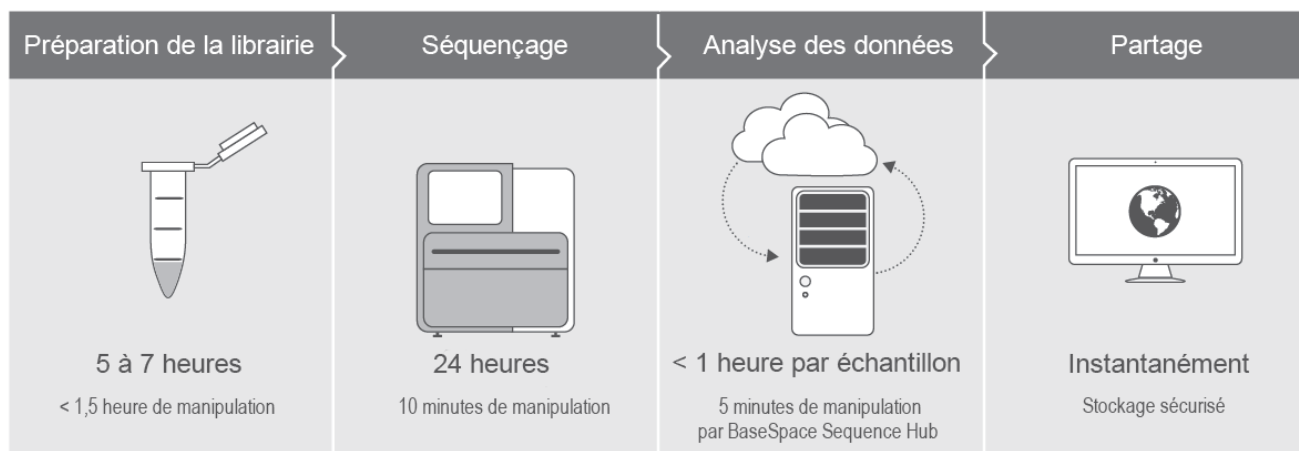 Préparation de la librairie
Séquençage
Analyse des données
Partage
5 à 7 heures
< 1,5 heure de manipulation
24 heures
10 minutes de manipulation
< 1 heure par échantillon
5 minutes de manipulation
par BaseSpace Sequence Hub
Instantanément
Stockage sécurisé